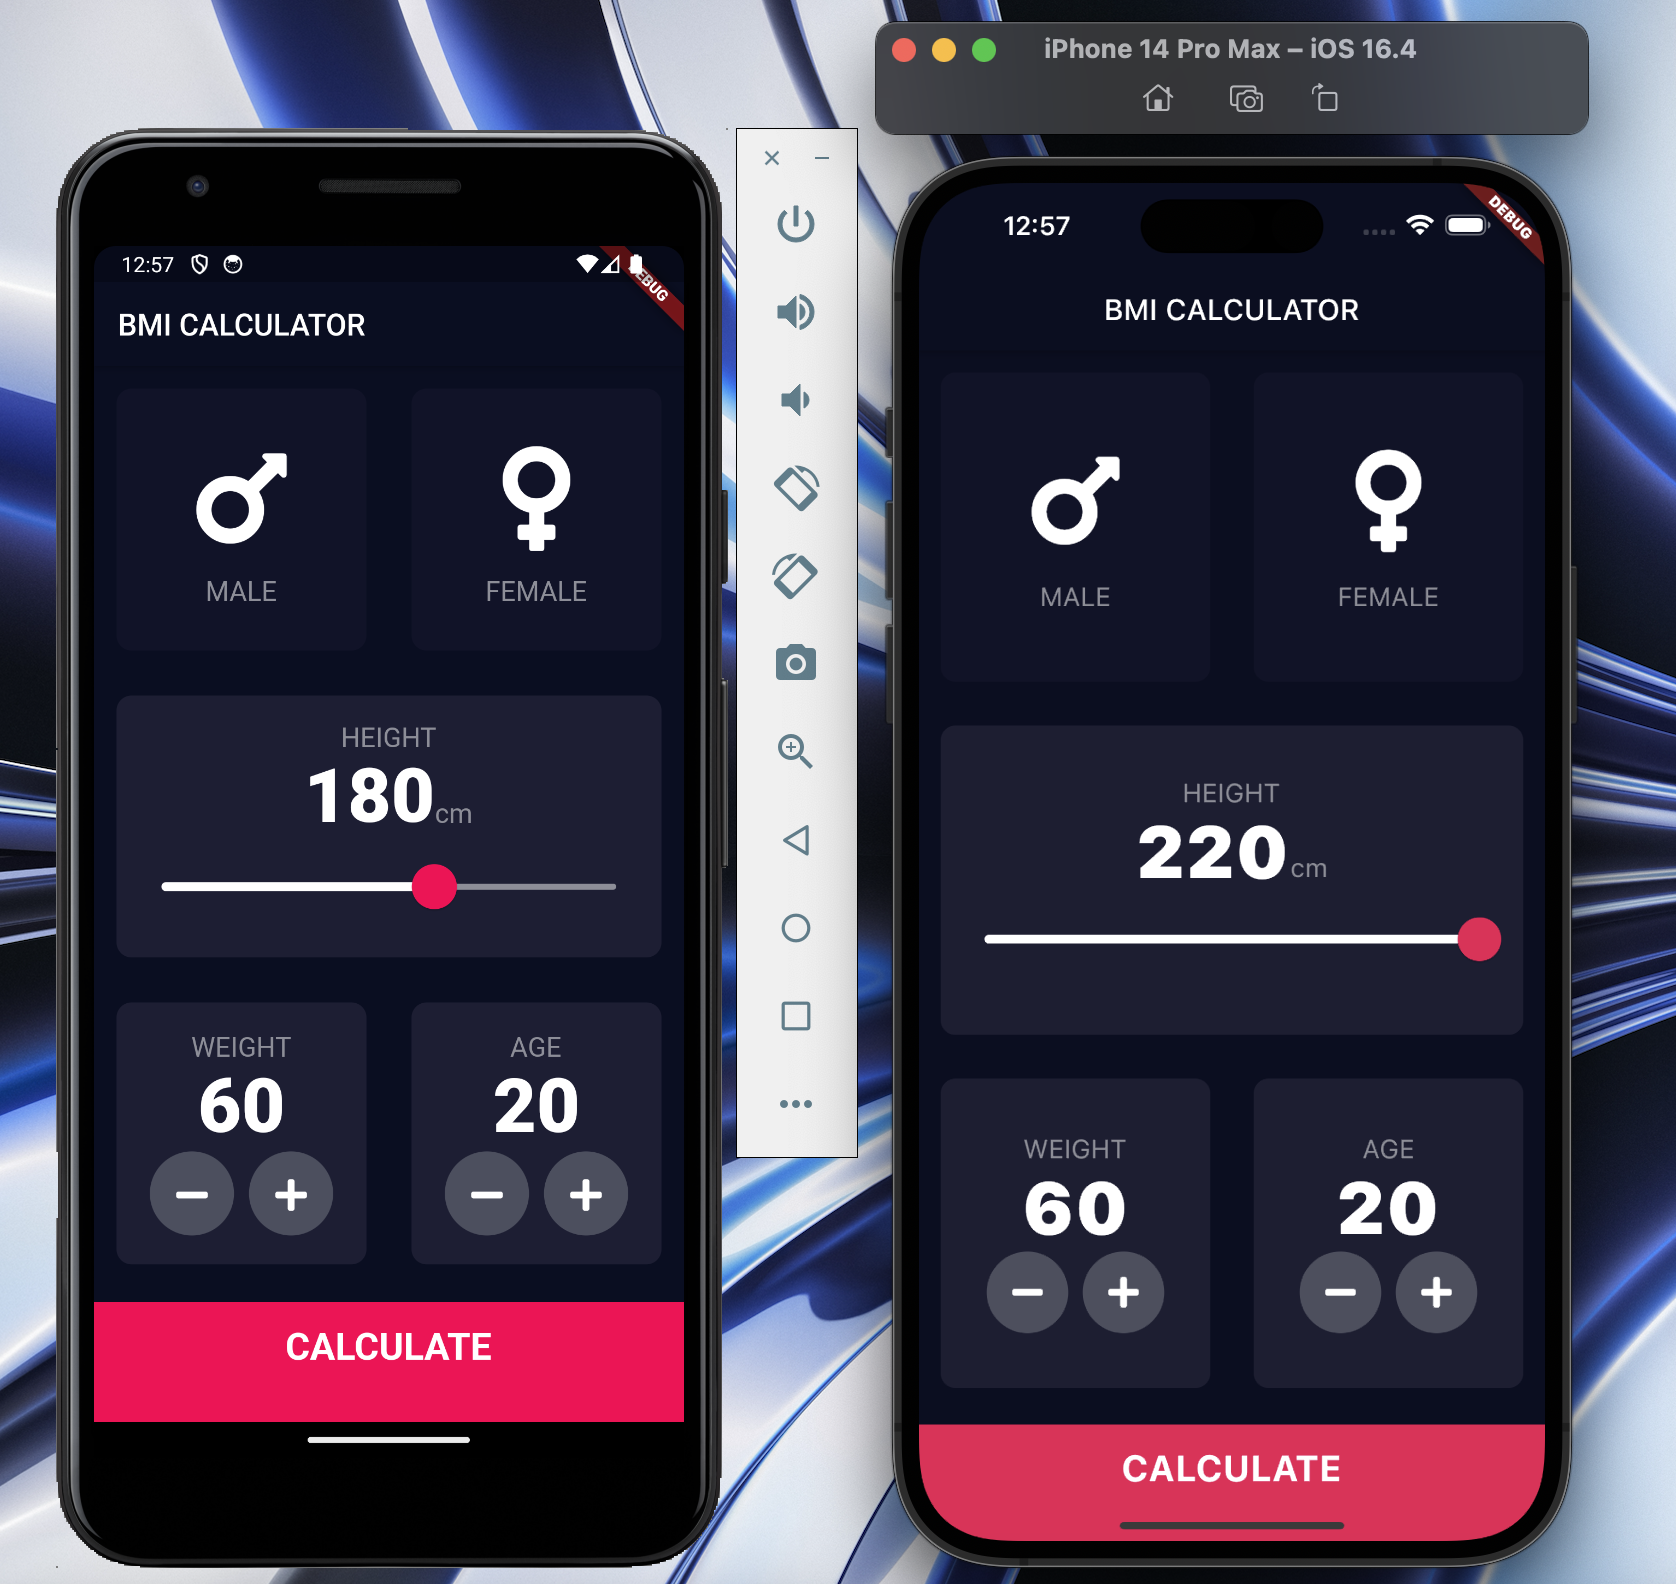 iPhone 14 Pro Max – iOS 16.4
12:57
DEBUG
BMI CALCULATOR
MALE
FEMALE
HEIGHT
180cm
WEIGHT
60
AGE
20
CALCULATE
12:57
DEBUG
BMI CALCULATOR
MALE
FEMALE
HEIGHT
220cm
WEIGHT
60
AGE
20
CALCULATE